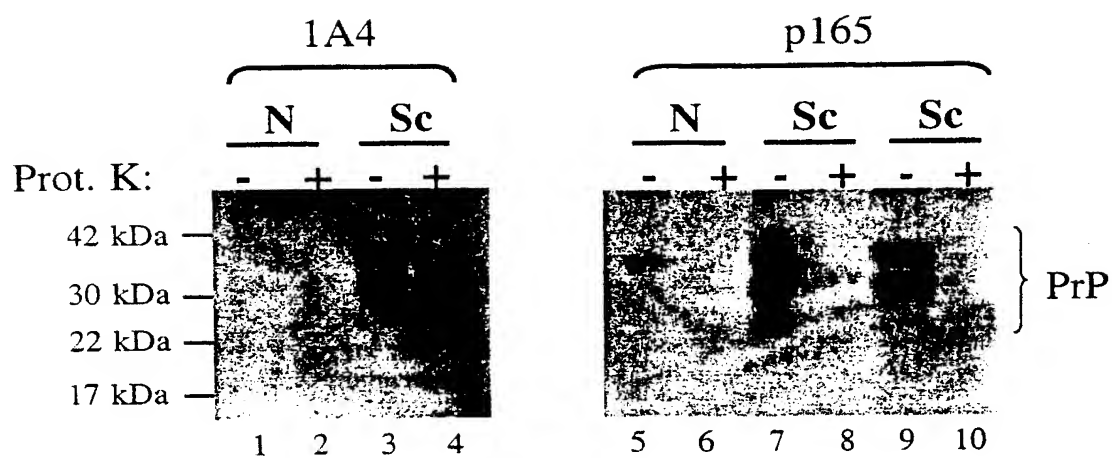 1A4 p165
N Sc N Sc Sc
Prot. K: - + - + - + - + - +
42 kDa
30 kDa PrP
22 kDa
17 kDa
1 2 3 4 5 6 7 8 9 10